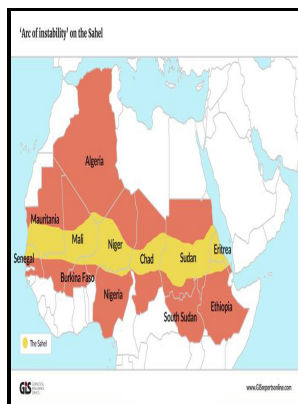 'Arc of instability' on the Sahel
Algeria
Mauritania
Mali
Niger
Chad
Sudan
Eritrea
Senegal
Burkina Faso
Nigeria
South Sudan
Ethiopia
The Sahel
GIS
www.GISreportsonline.com